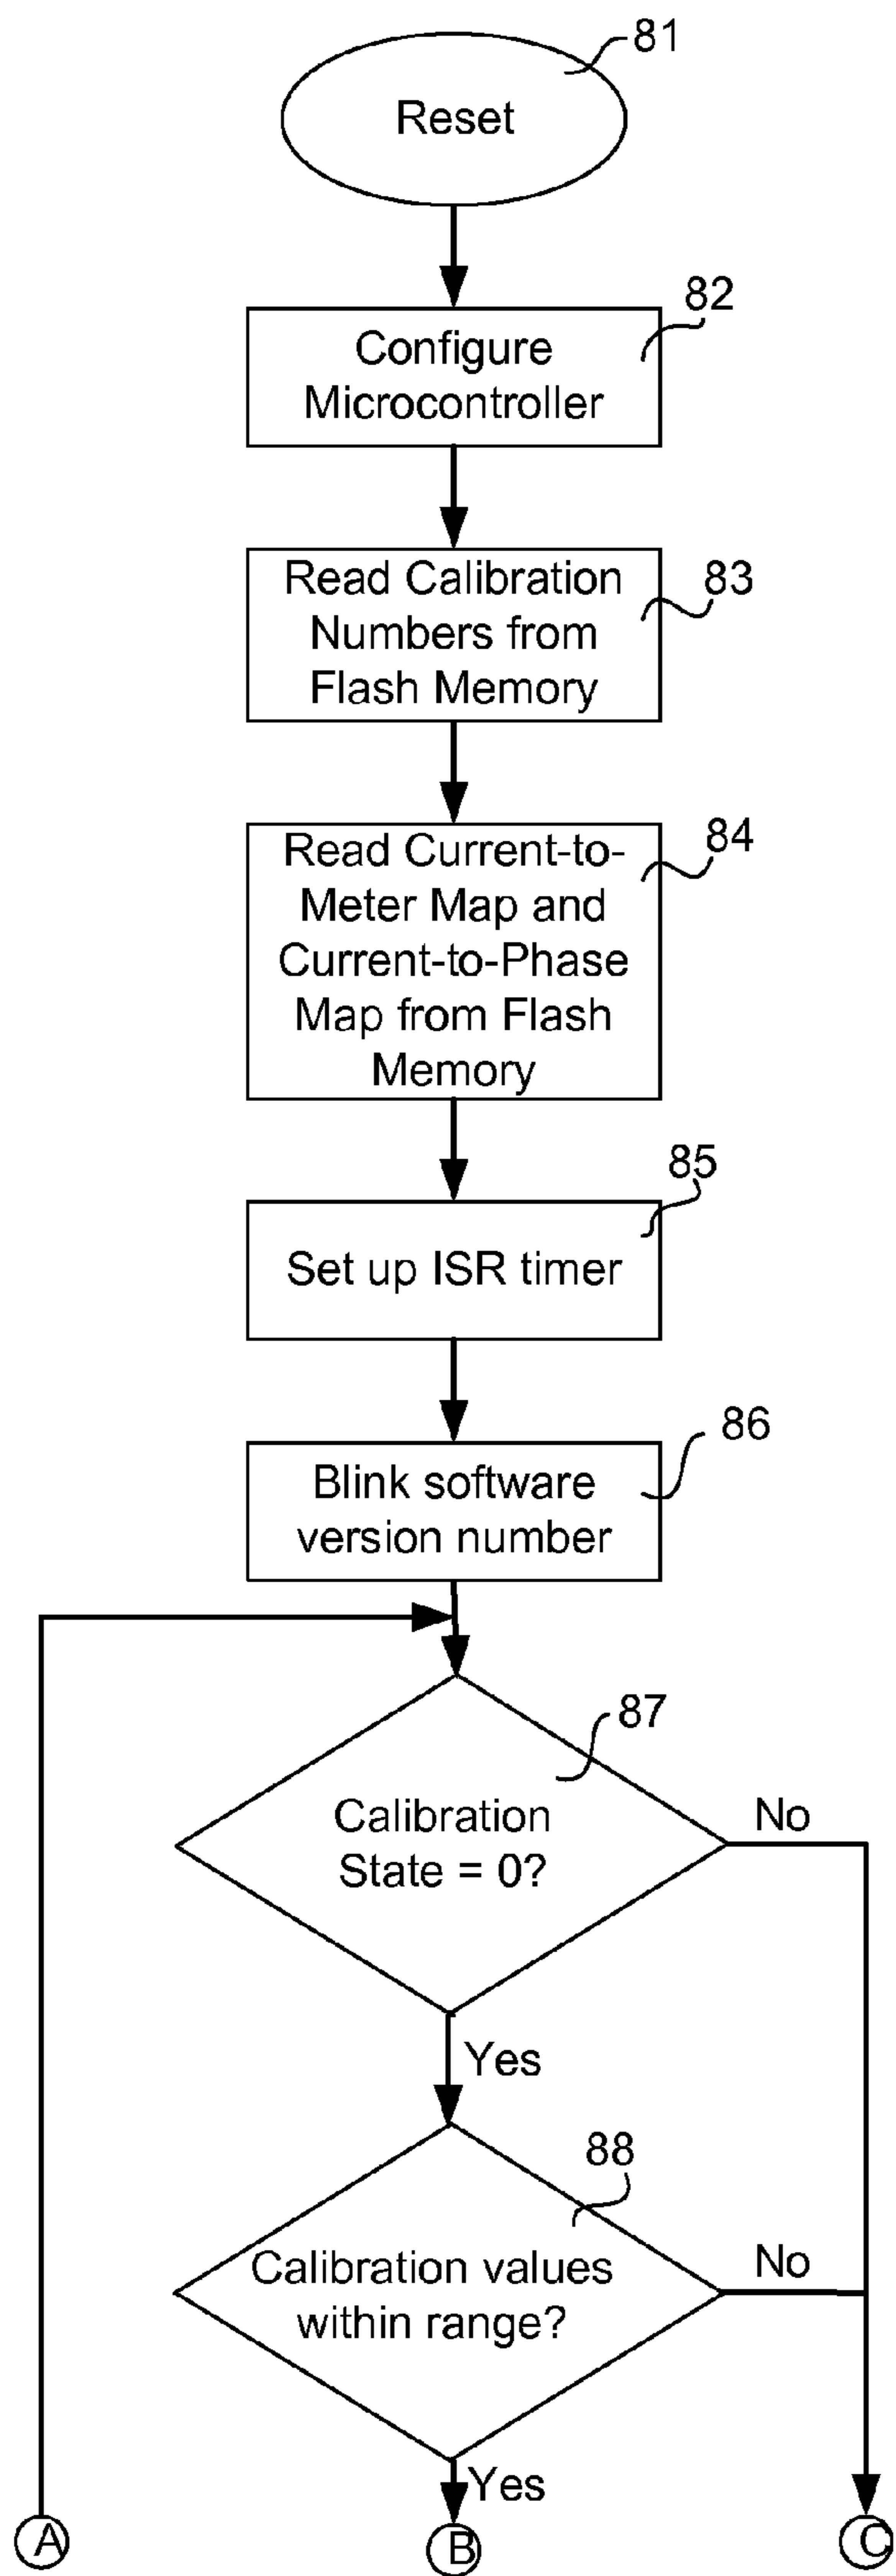 81
Reset
82
Configure
Microcontroller
83
Read Calibration
Numbers from
Flash Memory
84
Read Current-to-
Meter Map and
Current-to-Phase
Map from Flash
Memory
85
Set up ISR timer
86
Blink software
version number
87
Calibration
State = 0?
No
Yes
88
Calibration values
within range?
No
Yes
A
B
C